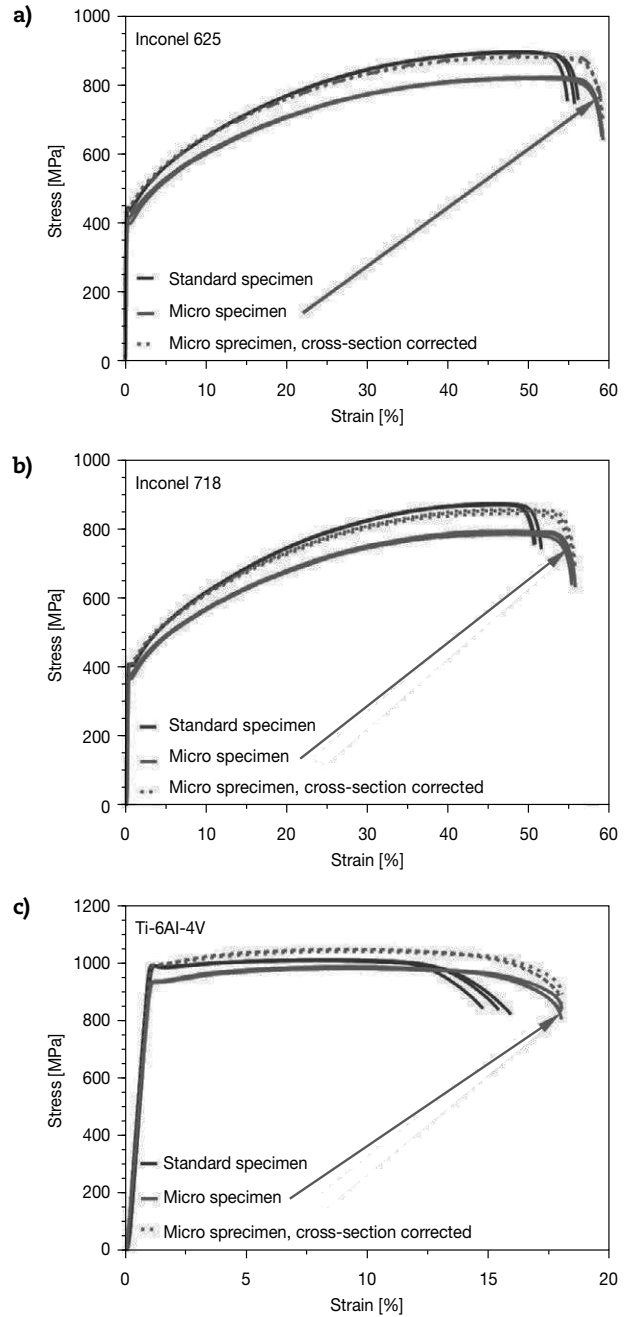 a)
1000
Inconel 625
800
600
400
200
0
Stress [MPa]
Standard specimen
Micro specimen
Micro sprecimen, cross-section corrected
0 10 20 30 40 50 60
Strain [%]
b)
1000
Inconel 718
800
600
400
200
0
Stress [MPa]
Standard specimen
Micro specimen
Micro sprecimen, cross-section corrected
0 10 20 30 40 50 60
Strain [%]
c)
1200
Ti-6Al-4V
1000
800
600
400
200
0
Stress [MPa]
Standard specimen
Micro specimen
Micro sprecimen, cross-section corrected
0 5 10 15 20
Strain [%]